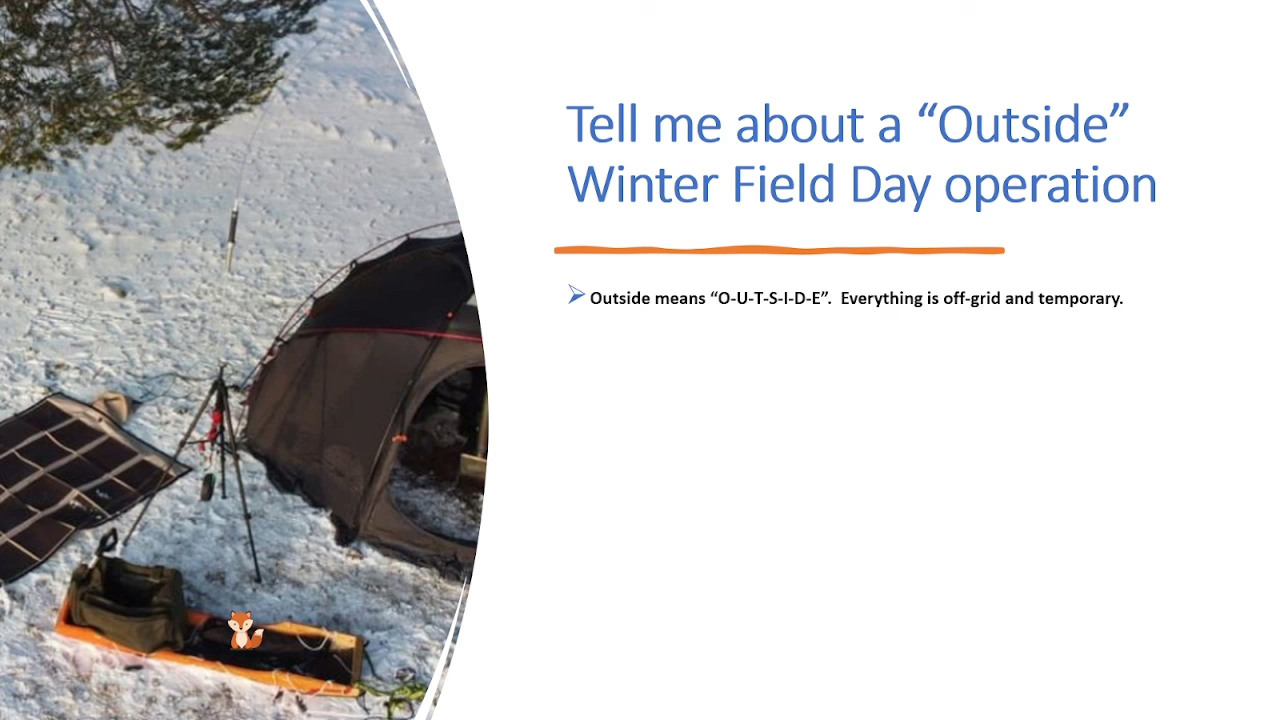 Tell me about a “Outside”
Winter Field Day operation
Outside means “O-U-T-S-I-D-E”.  Everything is off-grid and temporary.